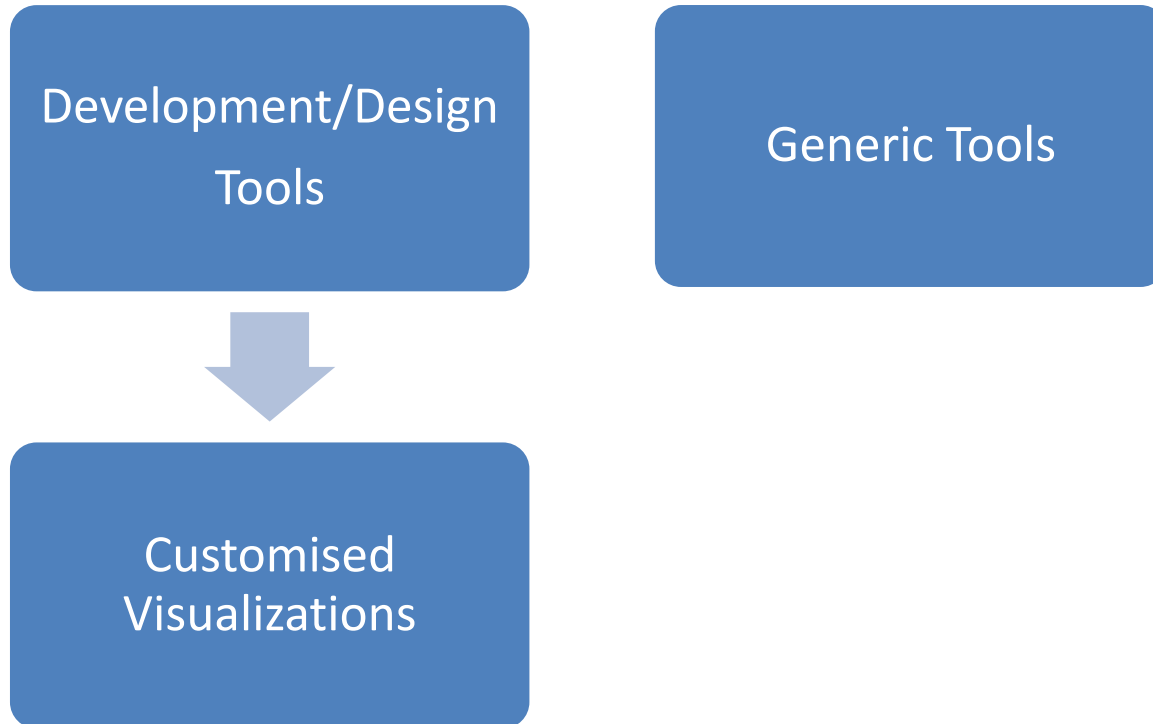 Development/Design
Tools
Generic Tools
Customised
Visualizations